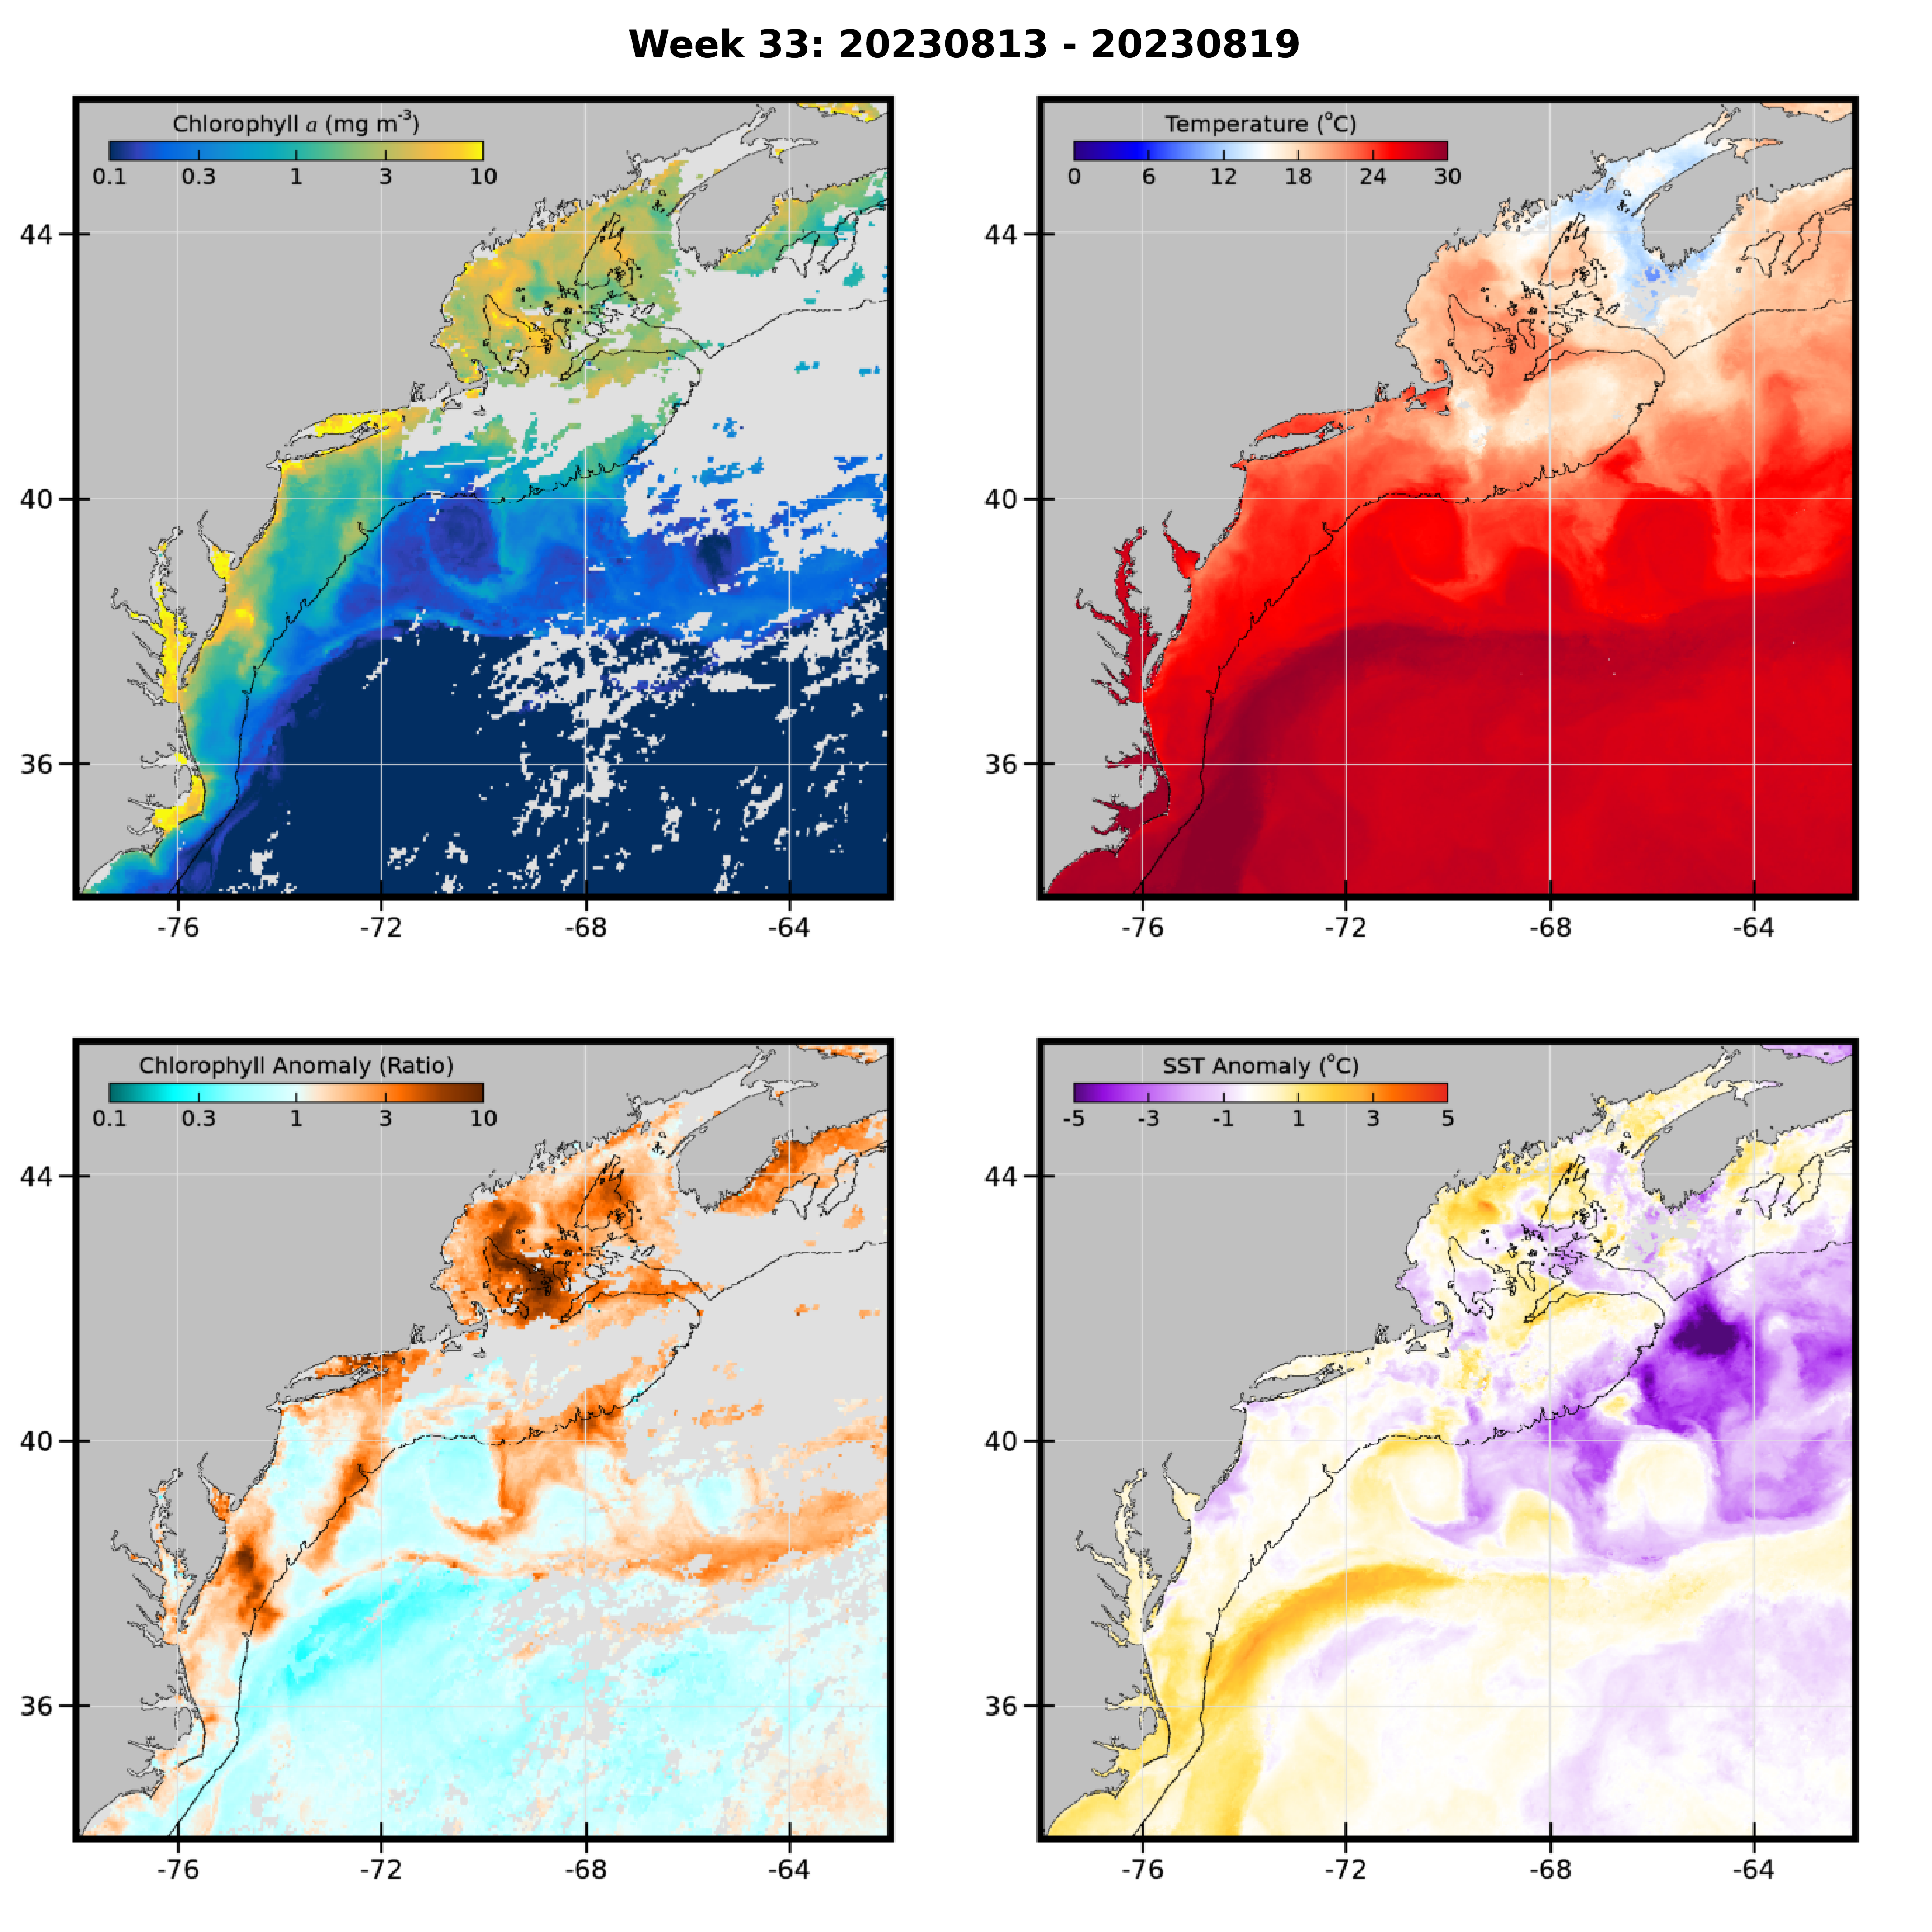 Week 33: 20230813 - 20230819
Chlorophyll a (mg m-3)
0.1 0.3 1 3 10
44
40
36
-76 -72 -68 -64
Temperature (oC)
0 6 12 18 24 30
44
40
36
-76 -72 -68 -64
Chlorophyll Anomaly (Ratio)
0.1 0.3 1 3 10
44
40
36
-76 -72 -68 -64
SST Anomaly (oC)
-5 -3 -1 1 3 5
44
40
36
-76 -72 -68 -64